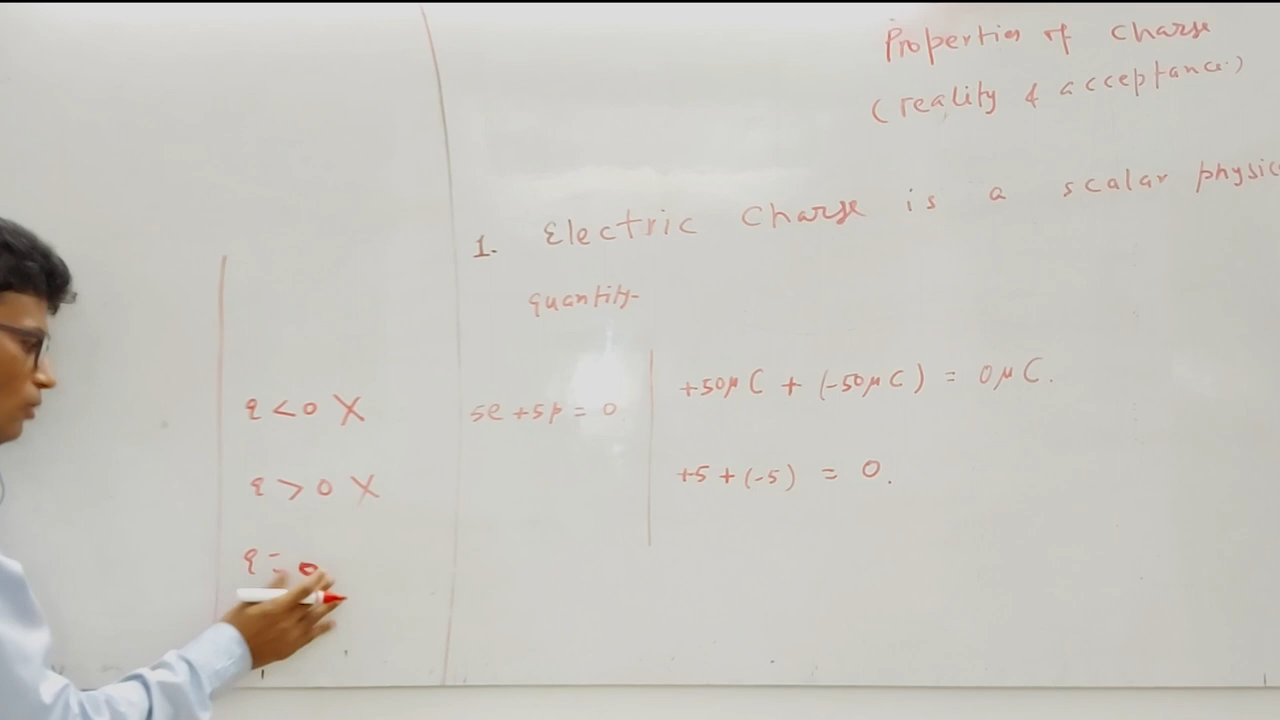 Properties of Charge
(reality & acceptance.)
1. Electric Charge is a scalar physic
quantity-
q < 0 X
5e + 5p = 0
+50μC + (-50μC) = 0μC.
q > 0 X
+5 + (-5) = 0.
q = 0